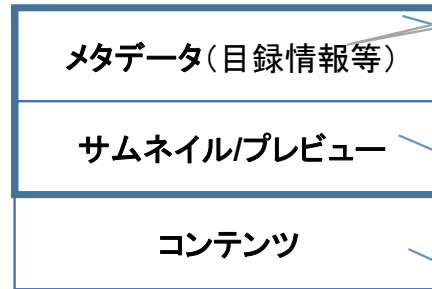 メタデータ（目録情報等）
サムネイル/プレビュー
コンテンツ